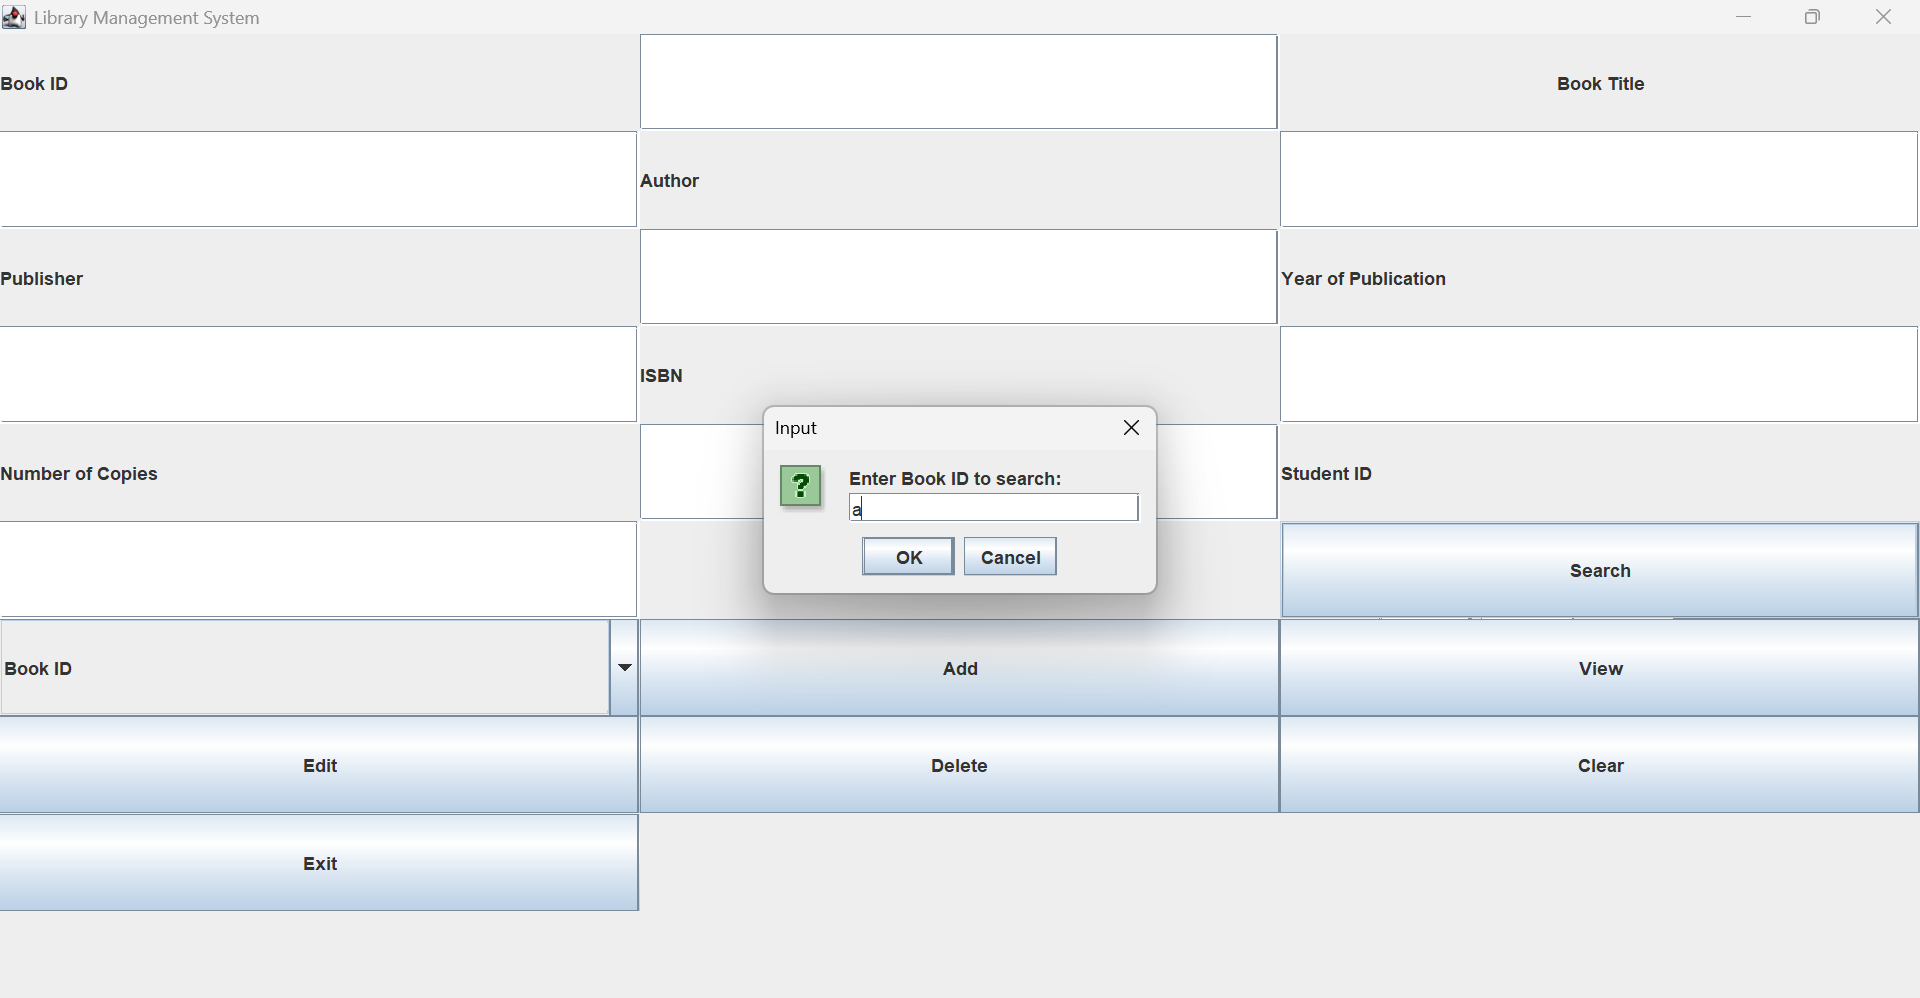 Library Management System
Book ID
Book Title
Author
Publisher
Year of Publication
ISBN
Input
Enter Book ID to search:
a
OK
Cancel
Number of Copies
Student ID
Search
Book ID
Add
View
Edit
Delete
Clear
Exit